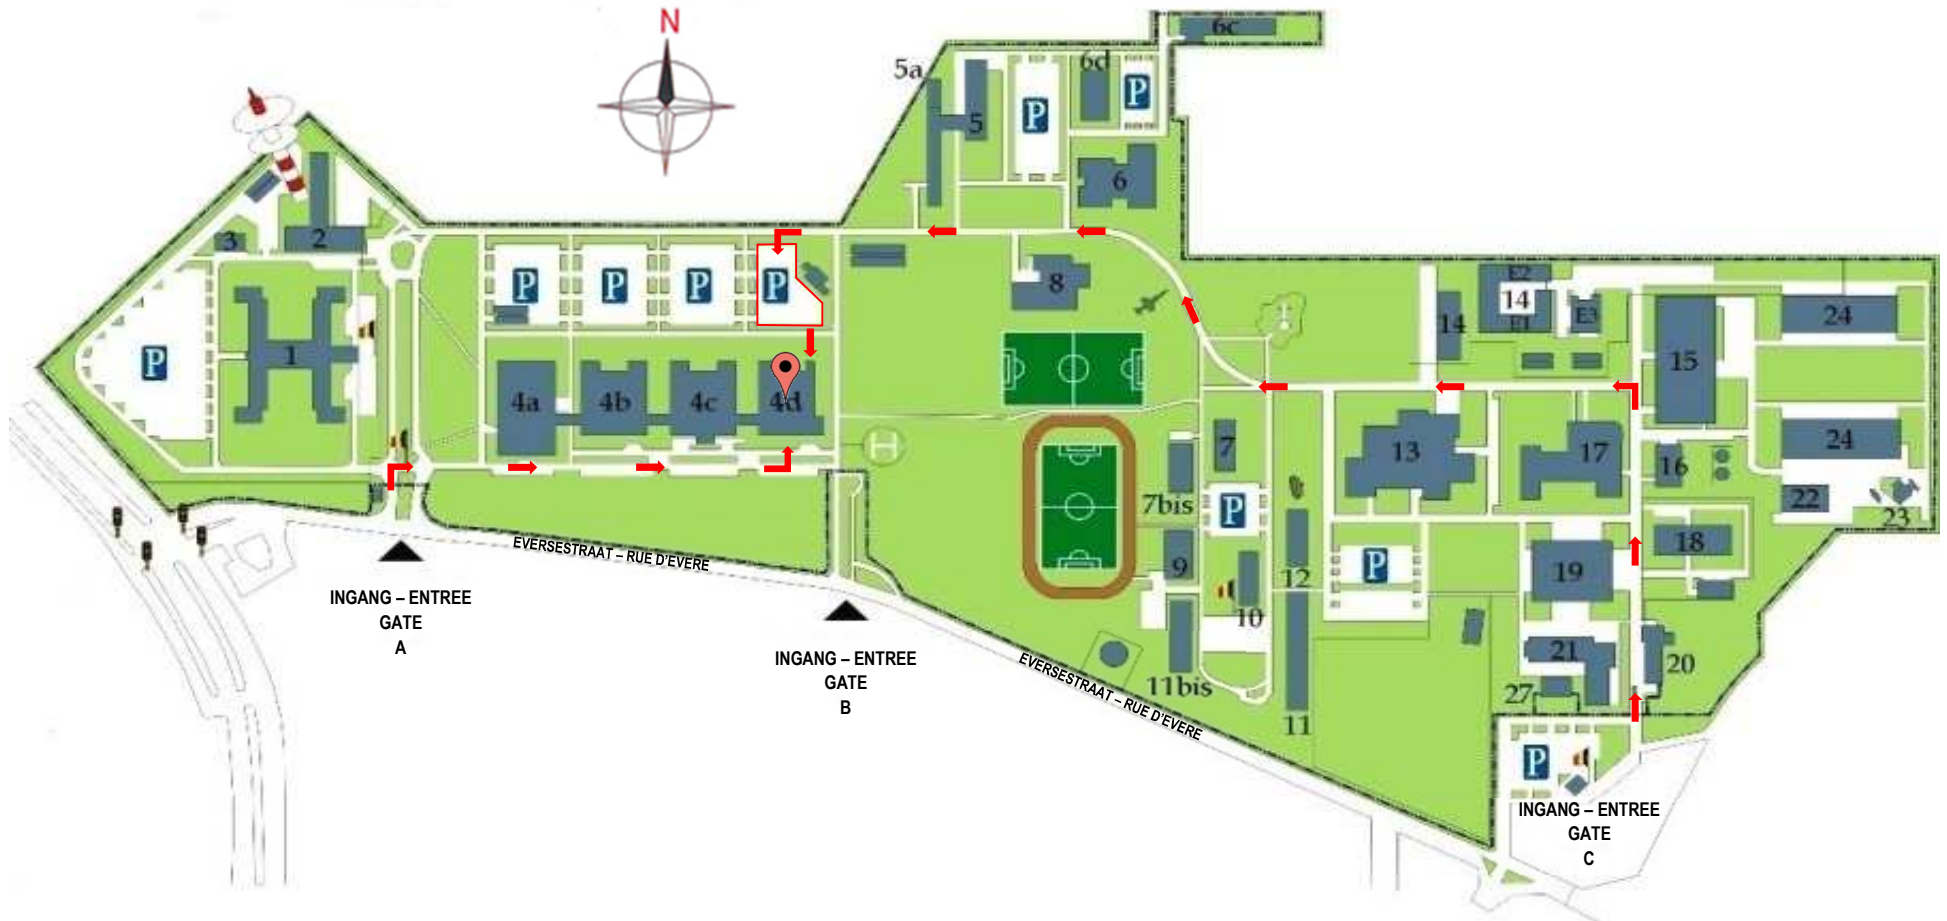 N
6c
5a
6d
P
P
5
6
3
2
P
P
P
P
8
E2
14
E1
E3
14
24
15
1
P
4a
4b
4c
4d
H
7
13
17
16
24
22
23
7bis
P
18
9
12
P
19
10
EVERSESTRAAT – RUE D'EVERE
INGANG – ENTREE
GATE
A
INGANG – ENTREE
GATE
B
EVERSESTRAAT – RUE D'EVERE
11bis
11
21
20
27
P
INGANG – ENTREE
GATE
C